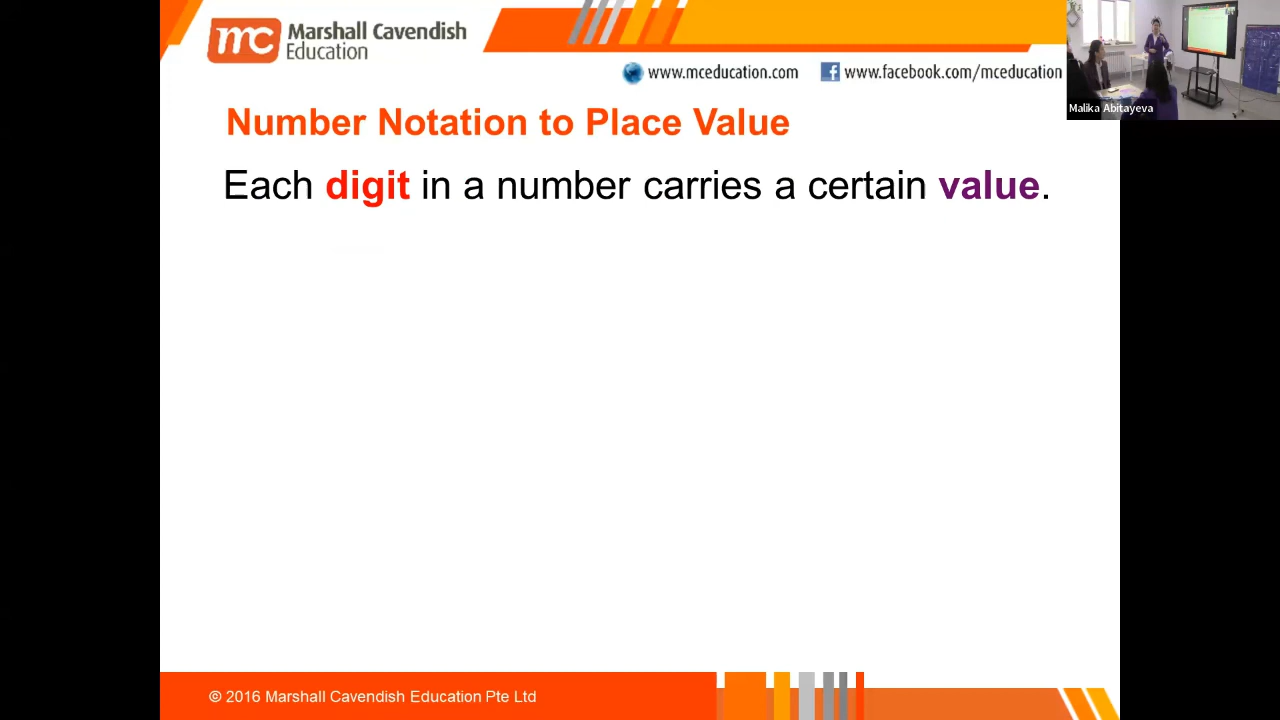 mc Marshall Cavendish
Education
www.mceducation.com www.facebook.com/mceducation
Malika Abitayeva
Number Notation to Place Value
Each digit in a number carries a certain value.
© 2016 Marshall Cavendish Education Pte Ltd